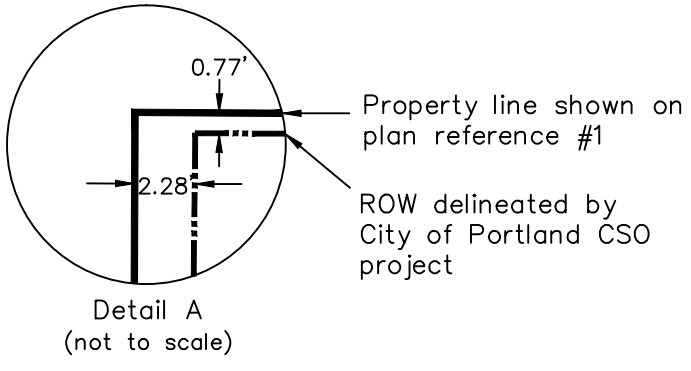 0.77'
Property line shown on
plan reference #1
2.28'
ROW delineated by
City of Portland CSO
project
Detail A
(not to scale)